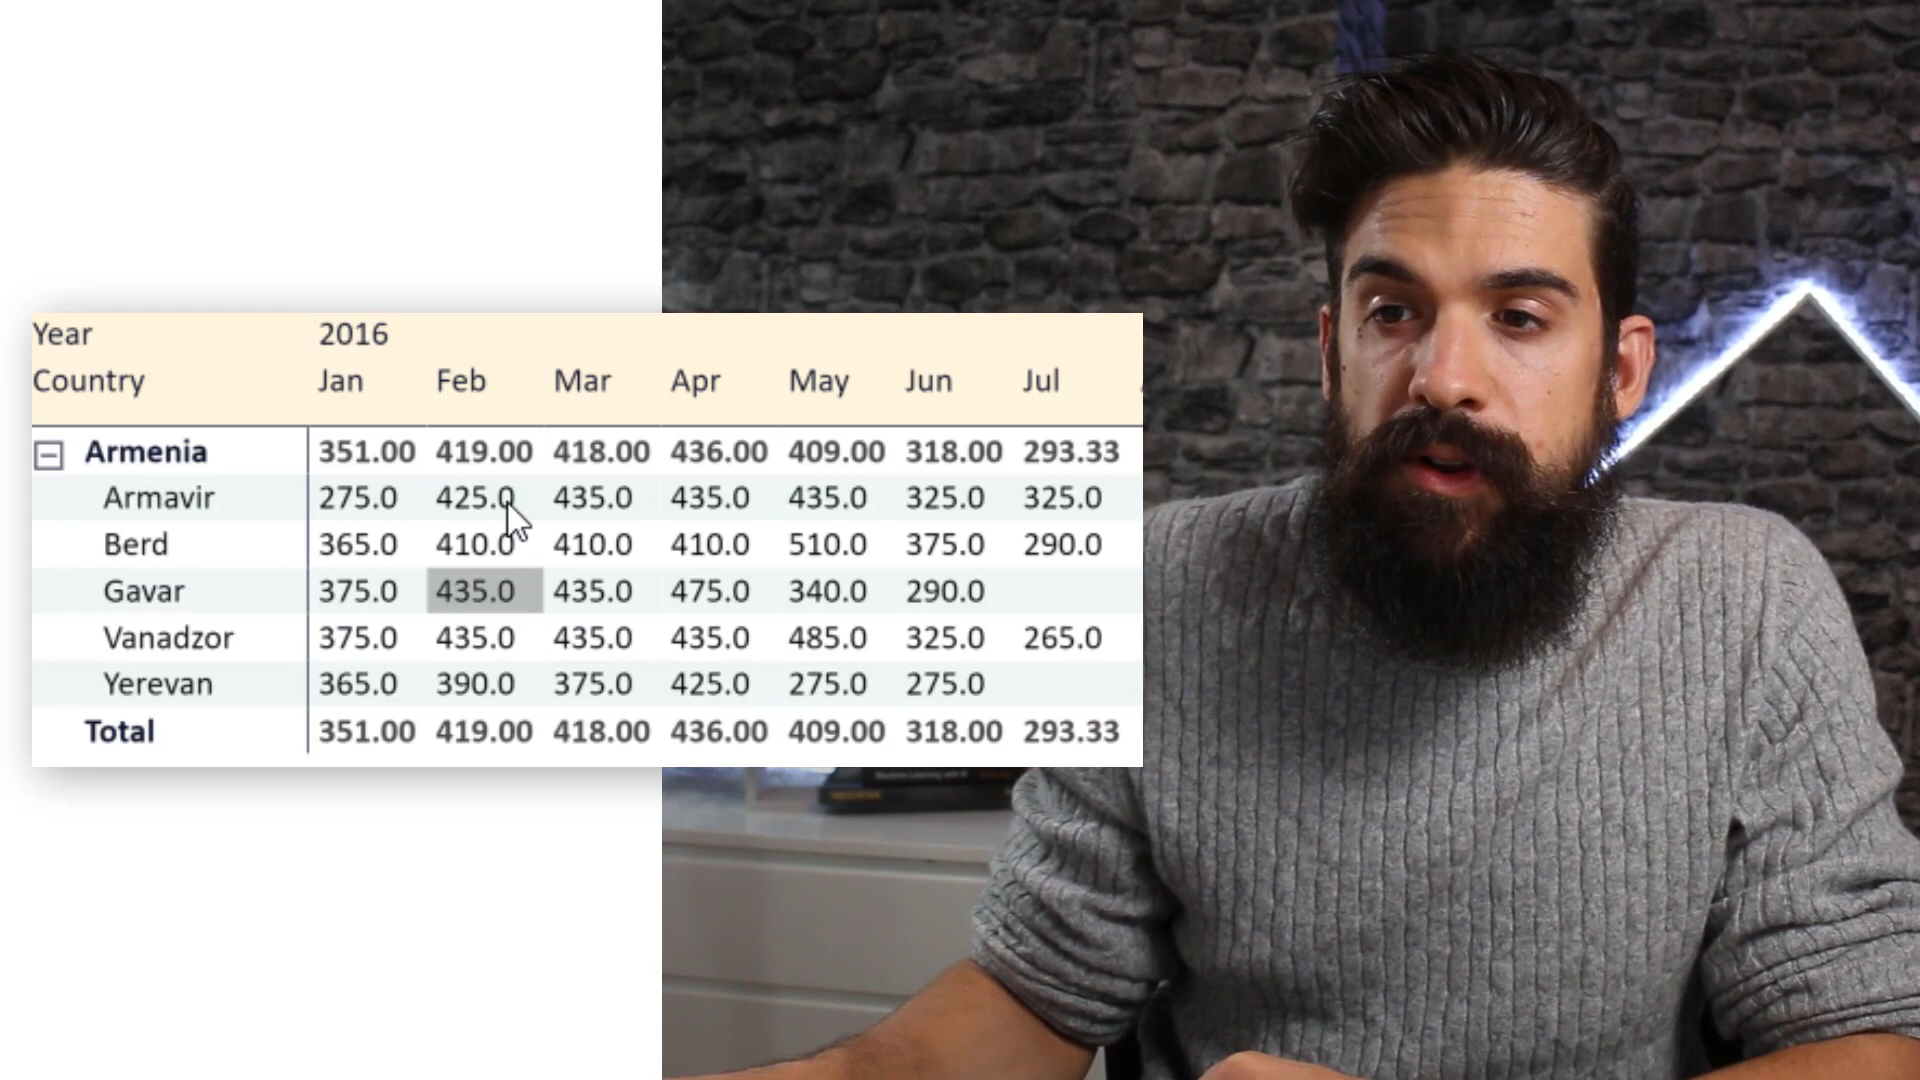 Year 2016
Country Jan Feb Mar Apr May Jun Jul
Armenia 351.00 419.00 418.00 436.00 409.00 318.00 293.33
Armavir 275.0 425.0 435.0 435.0 435.0 325.0 325.0
Berd 365.0 410.0 410.0 410.0 510.0 375.0 290.0
Gavar 375.0 435.0 435.0 475.0 340.0 290.0
Vanadzor 375.0 435.0 435.0 435.0 485.0 325.0 265.0
Yerevan 365.0 390.0 375.0 425.0 275.0 275.0
Total 351.00 419.00 418.00 436.00 409.00 318.00 293.33